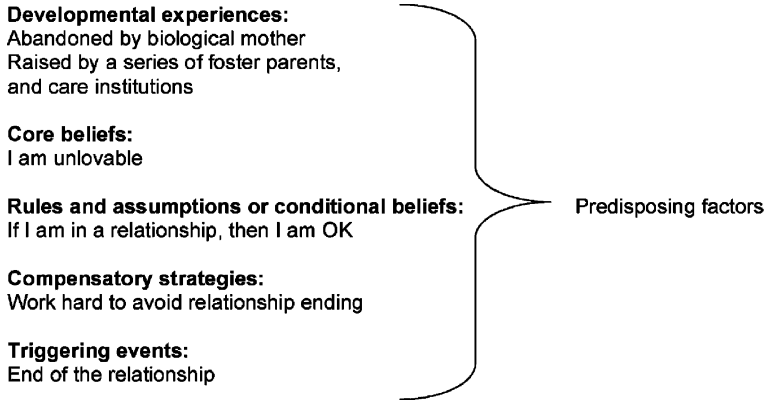 Developmental experiences:
Abandoned by biological mother
Raised by a series of foster parents,
and care institutions
Core beliefs:
I am unlovable
Rules and assumptions or conditional beliefs:
If I am in a relationship, then I am OK
Compensatory strategies:
Work hard to avoid relationship ending
Triggering events:
End of the relationship
Predisposing factors